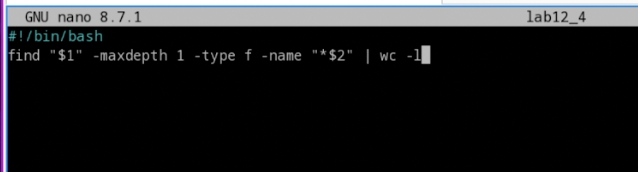 GNU nano 8.7.1 lab12_4
#!/bin/bash
find "$1" -maxdepth 1 -type f -name "*$2" | wc -l